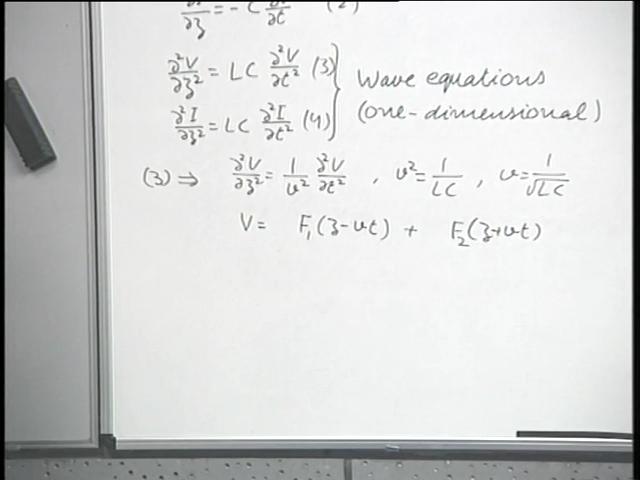 ∂z = - C ∂t (2)
∂²V/∂z² = LC ∂²V/∂t² (3)
∂²I/∂z² = LC ∂²I/∂t² (4)
Wave equations
(one-dimensional)
(3) ⇒ ∂²V/∂z² = 1/v² ∂²V/∂t² , v² = 1/LC , v = 1/√LC
V = F₁(z-vt) + F₂(z+vt)